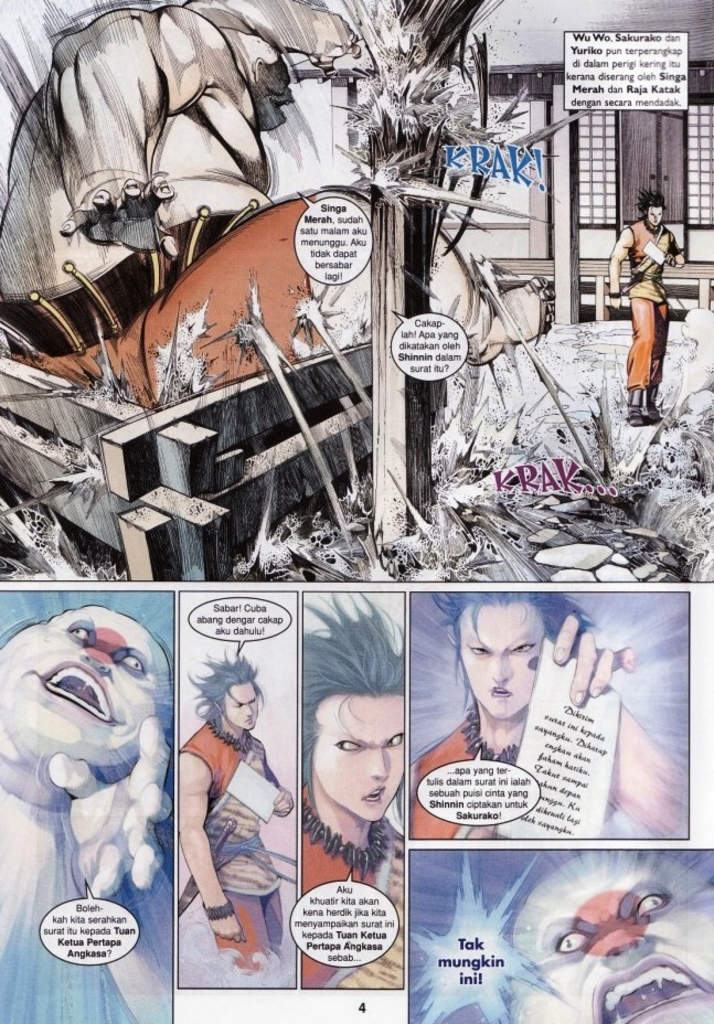 Wu Wo, Sakurako dan
Yuriko pun terperangkap
di dalam perigi kering itu
kerana diserang oleh Singa
Merah dan Raja Katak
dengan secara mendadak.
KRAK!
Singa
Merah, sudah
satu malam aku
menunggu. Aku
tidak dapat
bersabar
lagi!
Cakap-
lah! Apa yang
dikatakan oleh
Shinnin dalam
surat itu?
KRAK...
Boleh-
kah kita serahkan
surat itu kepada Tuan
Ketua Pertapa
Angkasa?
Sabar! Cuba
abang dengar cakap
aku dahulu!
Aku
khuatir kita akan
kena herdik jika kita
menyampaikan surat ini
kepada Tuan Ketua
Pertapa Angkasa
sebab...
Dikirim
surat ini kepada
sayangku. Diharap
engkau akan
faham hatiku.
Takut sampai
dan
unggu. Ku
dikenali
oleh sayangku.
...apa yang ter-
tulis dalam surat ini ialah
sebuah puisi cinta yang
Shinnin ciptakan untuk
Sakurako!
Tak
mungkin
ini!
4